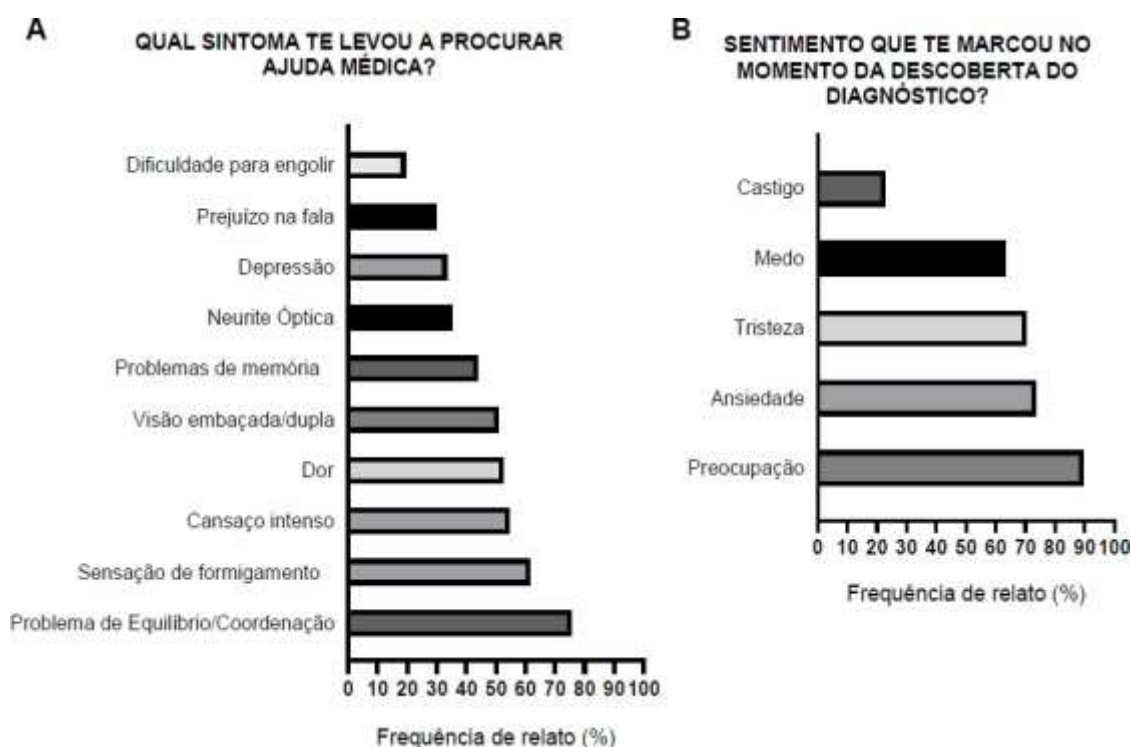 A
QUAL SINTOMA TE LEVOU A PROCURAR
AJUDA MÉDICA?
Dificuldade para engolir
Prejuízo na fala
Depressão
Neurite Óptica
Problemas de memória
Visão embaçada/dupla
Dor
Cansaço intenso
Sensação de formigamento
Problema de Equilíbrio/Coordenação
0 10 20 30 40 50 60 70 80 90 100
Frequência de relato (%)
B
SENTIMENTO QUE TE MARCOU NO
MOMENTO DA DESCOBERTA DO
DIAGNÓSTICO?
Castigo
Medo
Tristeza
Ansiedade
Preocupação
0 10 20 30 40 50 60 70 80 90 100
Frequência de relato (%)